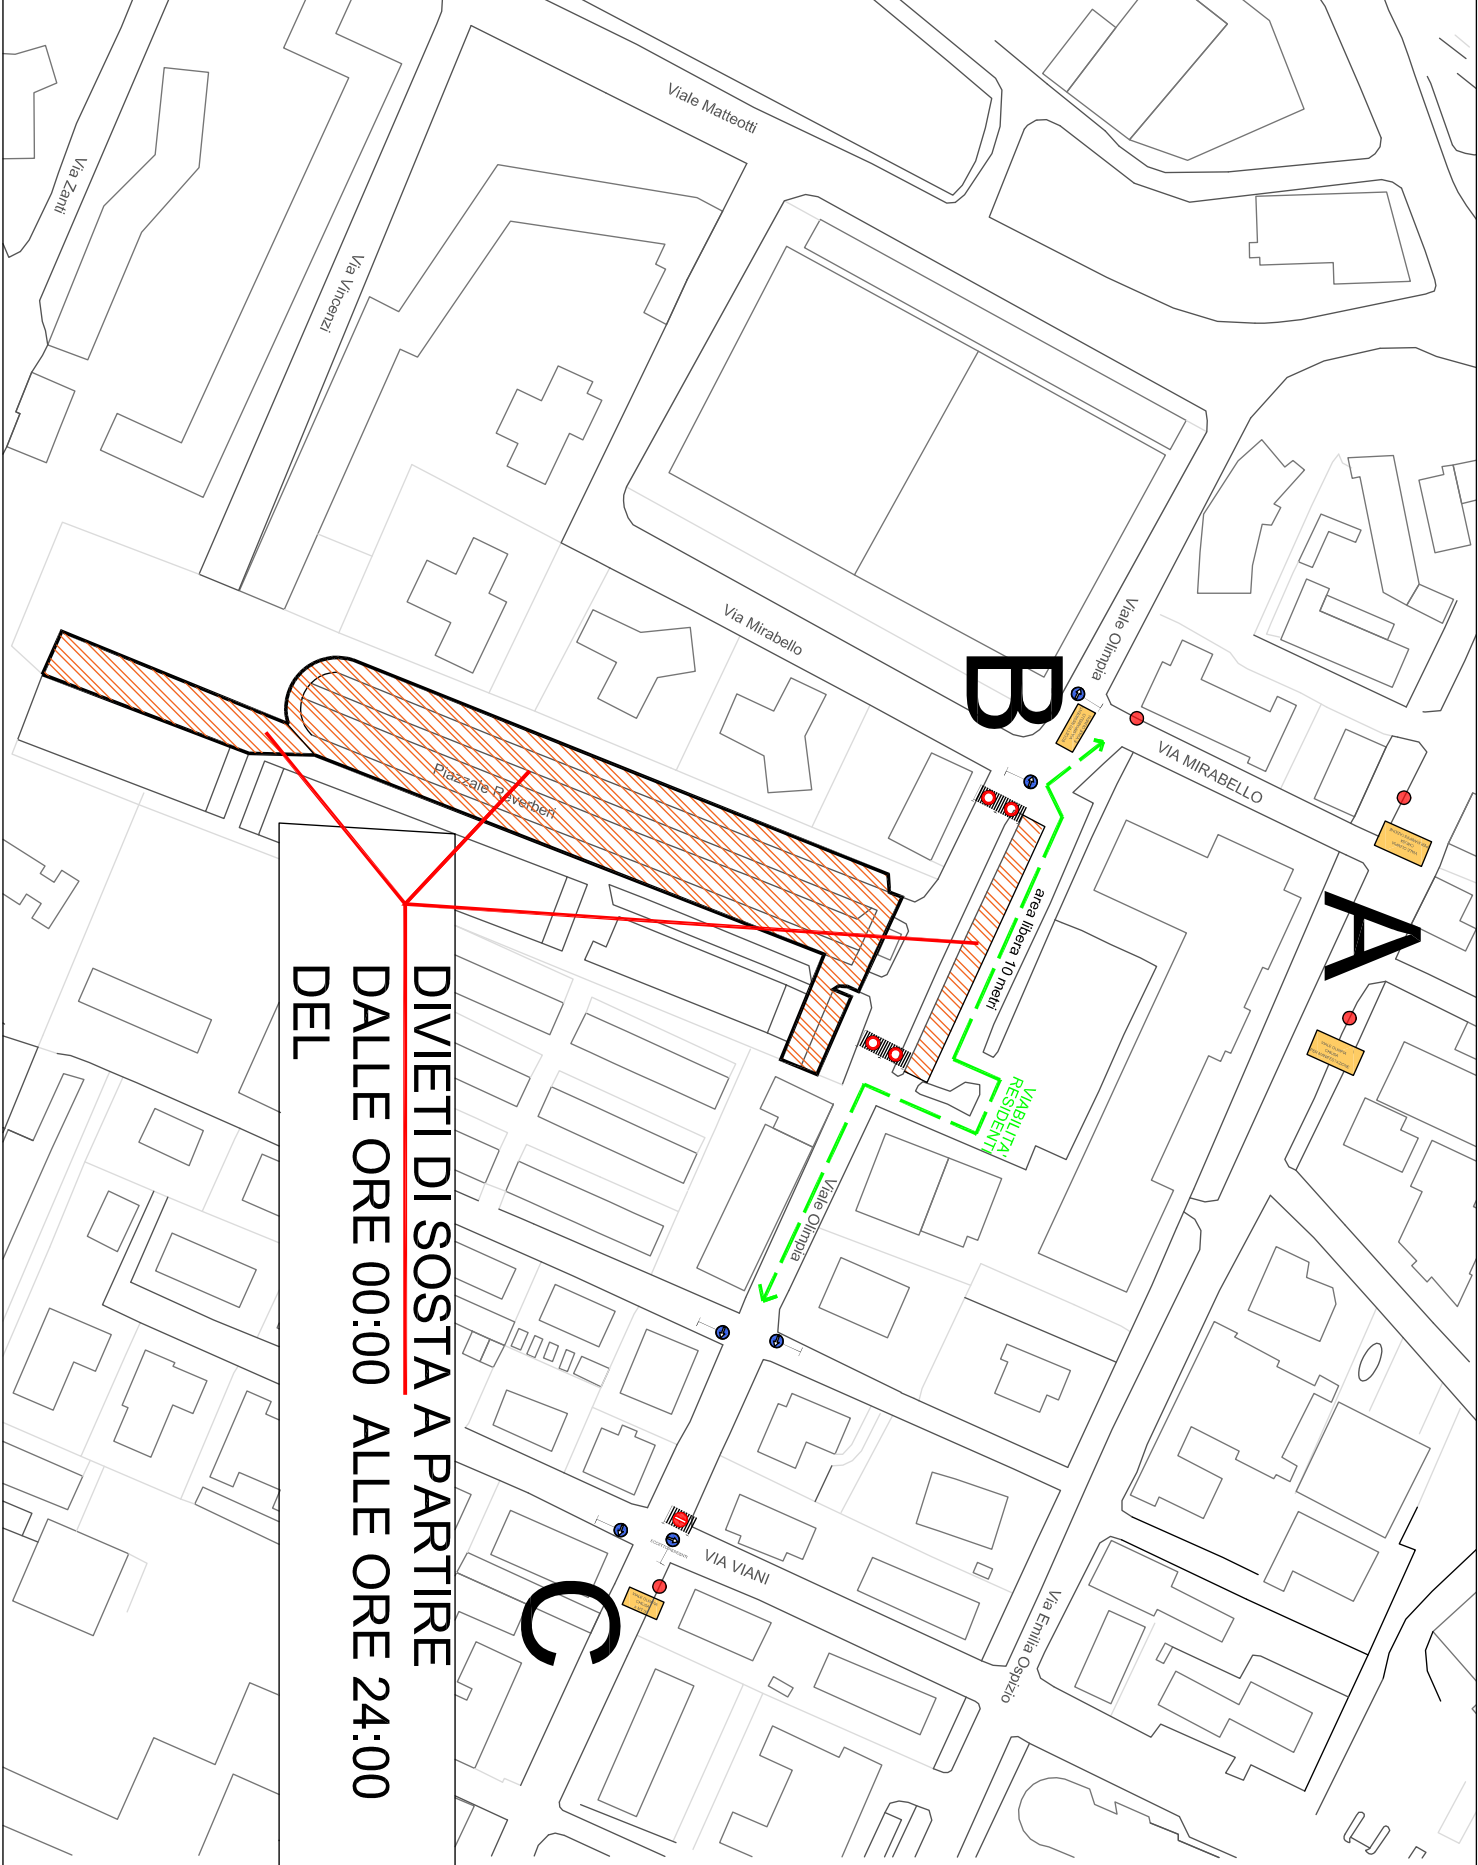 Viale Matteotti
Via Zanti
Via Vincenzi
Via Mirabello
Viale Olimpia
B
VIA MIRABELLO
A
Piazzale Reverberi
area libera 10 metri
VIABILITA'
RESIDENTI
Viale Olimpia
DIVIETI DI SOSTA A PARTIRE
DALLE ORE 00:00 ALLE ORE 24:00
DEL
VIA VIANI
C
Via Emilia Ospizio